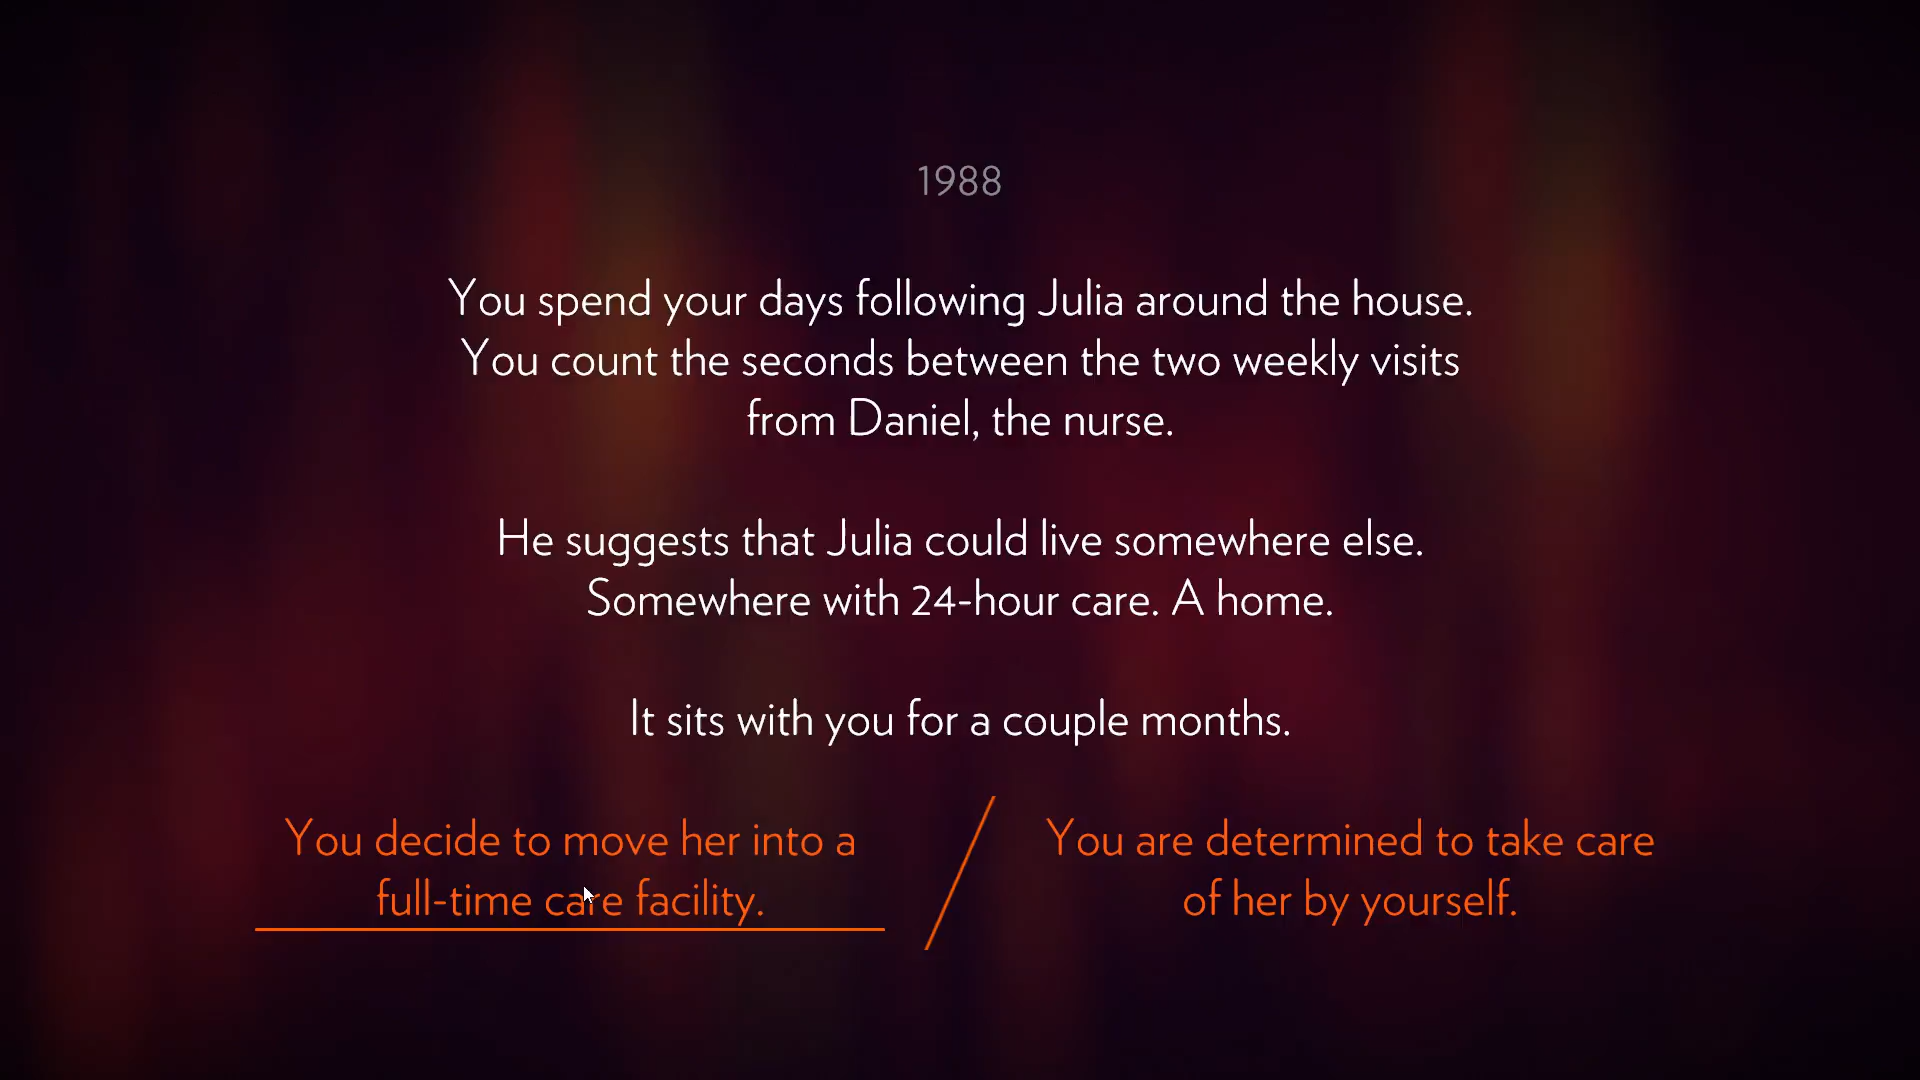 1988
You spend your days following Julia around the house.
You count the seconds between the two weekly visits
from Daniel, the nurse.
He suggests that Julia could live somewhere else.
Somewhere with 24-hour care. A home.
It sits with you for a couple months.
You decide to move her into a
full-time care facility.
You are determined to take care
of her by yourself.